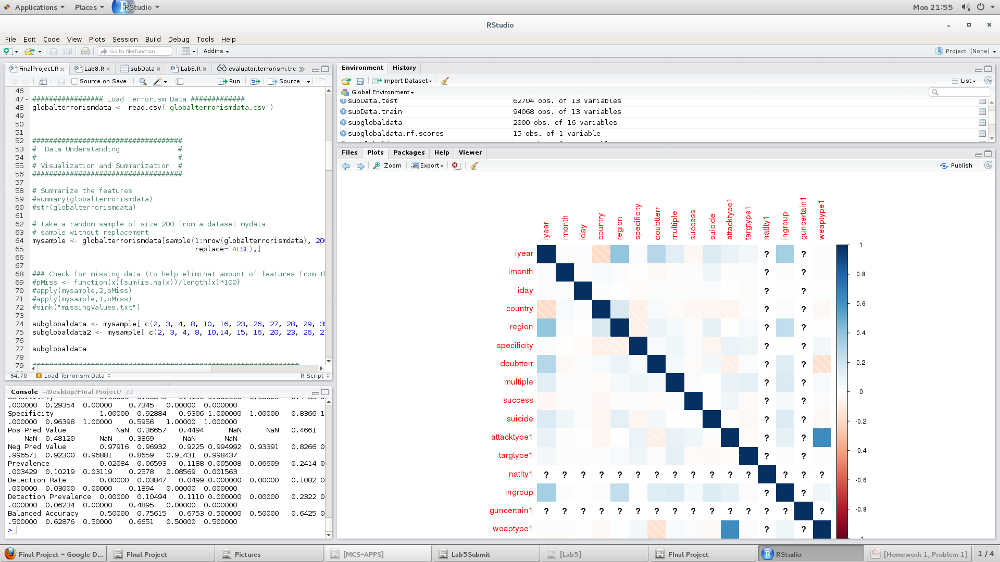 Applications Places RStudio Mon 21:55
RStudio
File Edit Code View Plots Session Build Debug Tools Help
Go to file/function Addins Project: (None)
FinalProject.R Lab8.R subData Lab5.R evaluator.terrorism.tre
Source on Save Run Source
46
47 ################# Load Terrorism Data #############
48 globalterrorismdata <- read.csv("globalterrorismdata.csv")
49
50
51
52 ####################################
53 # Data Understanding #
54 # #
55 # Visualization and Summarization #
56 ####################################
57
58 # Summarize the features
59 #summary(globalterrorismdata)
60 #str(globalterrorismdata)
61
62 # take a random sample of size 200 from a dataset mydata
63 # sample without replacement
64 mysample <- globalterrorismdata[sample(1:nrow(globalterrorismdata), 20
65 replace=FALSE),]
66
67
68 ### Check for missing data (to help eliminat amount of features from
69 #pMiss <- function(x){sum(is.na(x))/length(x)*100}
70 #apply(mysample,2,pMiss)
71 #apply(mysample,1,pMiss)
72 #sink("missingValues.txt")
73
74 subglobaldata <- mysample[ c(2, 3, 4, 8, 10, 16, 23, 26, 27, 28, 29,
75 subglobaldata2 <- mysample[ c(2, 3, 4, 8, 10,14, 15, 16, 20, 23, 26,
76
77 subglobaldata
78
79 ################################################################
64:70 Load Terrorism Data R Script
Console ~/Desktop/FInal Project/
.000000 0.29354 0.00000 0.7345 0.00000 0.000000
Specificity 1.00000 0.92884 0.9306 1.000000 1.00000 0.8366 1
.000000 0.96398 1.00000 0.5956 1.00000 1.000000
Pos Pred Value NaN 0.36657 0.4494 NaN NaN 0.4661
NaN 0.48120 NaN 0.3869 NaN NaN
Neg Pred Value 0.97916 0.96932 0.9225 0.994992 0.93391 0.8266 0
.996571 0.92300 0.96881 0.8659 0.91431 0.998437
Prevalence 0.02084 0.06593 0.1188 0.005008 0.06609 0.2414 0
.003429 0.10219 0.03119 0.2578 0.08569 0.001563
Detection Rate 0.00000 0.03847 0.0499 0.000000 0.00000 0.1082 0
.000000 0.03000 0.00000 0.1894 0.00000 0.000000
Detection Prevalence 0.00000 0.10494 0.1110 0.000000 0.00000 0.2322 0
.000000 0.06234 0.00000 0.4895 0.00000 0.000000
Balanced Accuracy 0.50000 0.75615 0.6753 0.500000 0.50000 0.6425 0
.500000 0.62876 0.50000 0.6651 0.50000 0.500000
>
Environment History
Import Dataset List
Global Environment
subData.test 62704 obs. of 13 variables
subData.train 94068 obs. of 13 variables
subglobaldata 2000 obs. of 16 variables
subglobaldata.rf.scores 15 obs. of 1 variable
Files Plots Packages Help Viewer
Zoom Export Publish
iyear imonth iday country region specificity doubtterr multiple success suicide attacktype1 targtype1 natlty1 ingroup guncertain1 weaptype1
iyear ? ? 1
imonth ? ? 0.8
iday ? ?
country ? ? 0.6
region ? ? 0.4
specificity ? ?
doubtterr ? ? 0.2
multiple ? ? 0
success ? ?
suicide ? ? -0.2
attacktype1 ? ? -0.4
targtype1 ? ?
natlty1 ? ? ? ? ? ? ? ? ? ? ? ? ? ? ?
-0.6
ingroup ? ?
guncertain1 ? ? ? ? ? ? ? ? ? ? ? ? ? ? ?
-0.8
weaptype1 ? ?
-1
Final Project – Google D... FInal Project Pictures [MCS-APPS] Lab5Submit [Lab5] FInal Project RStudio [Homework 1, Problem 1] 1 / 4